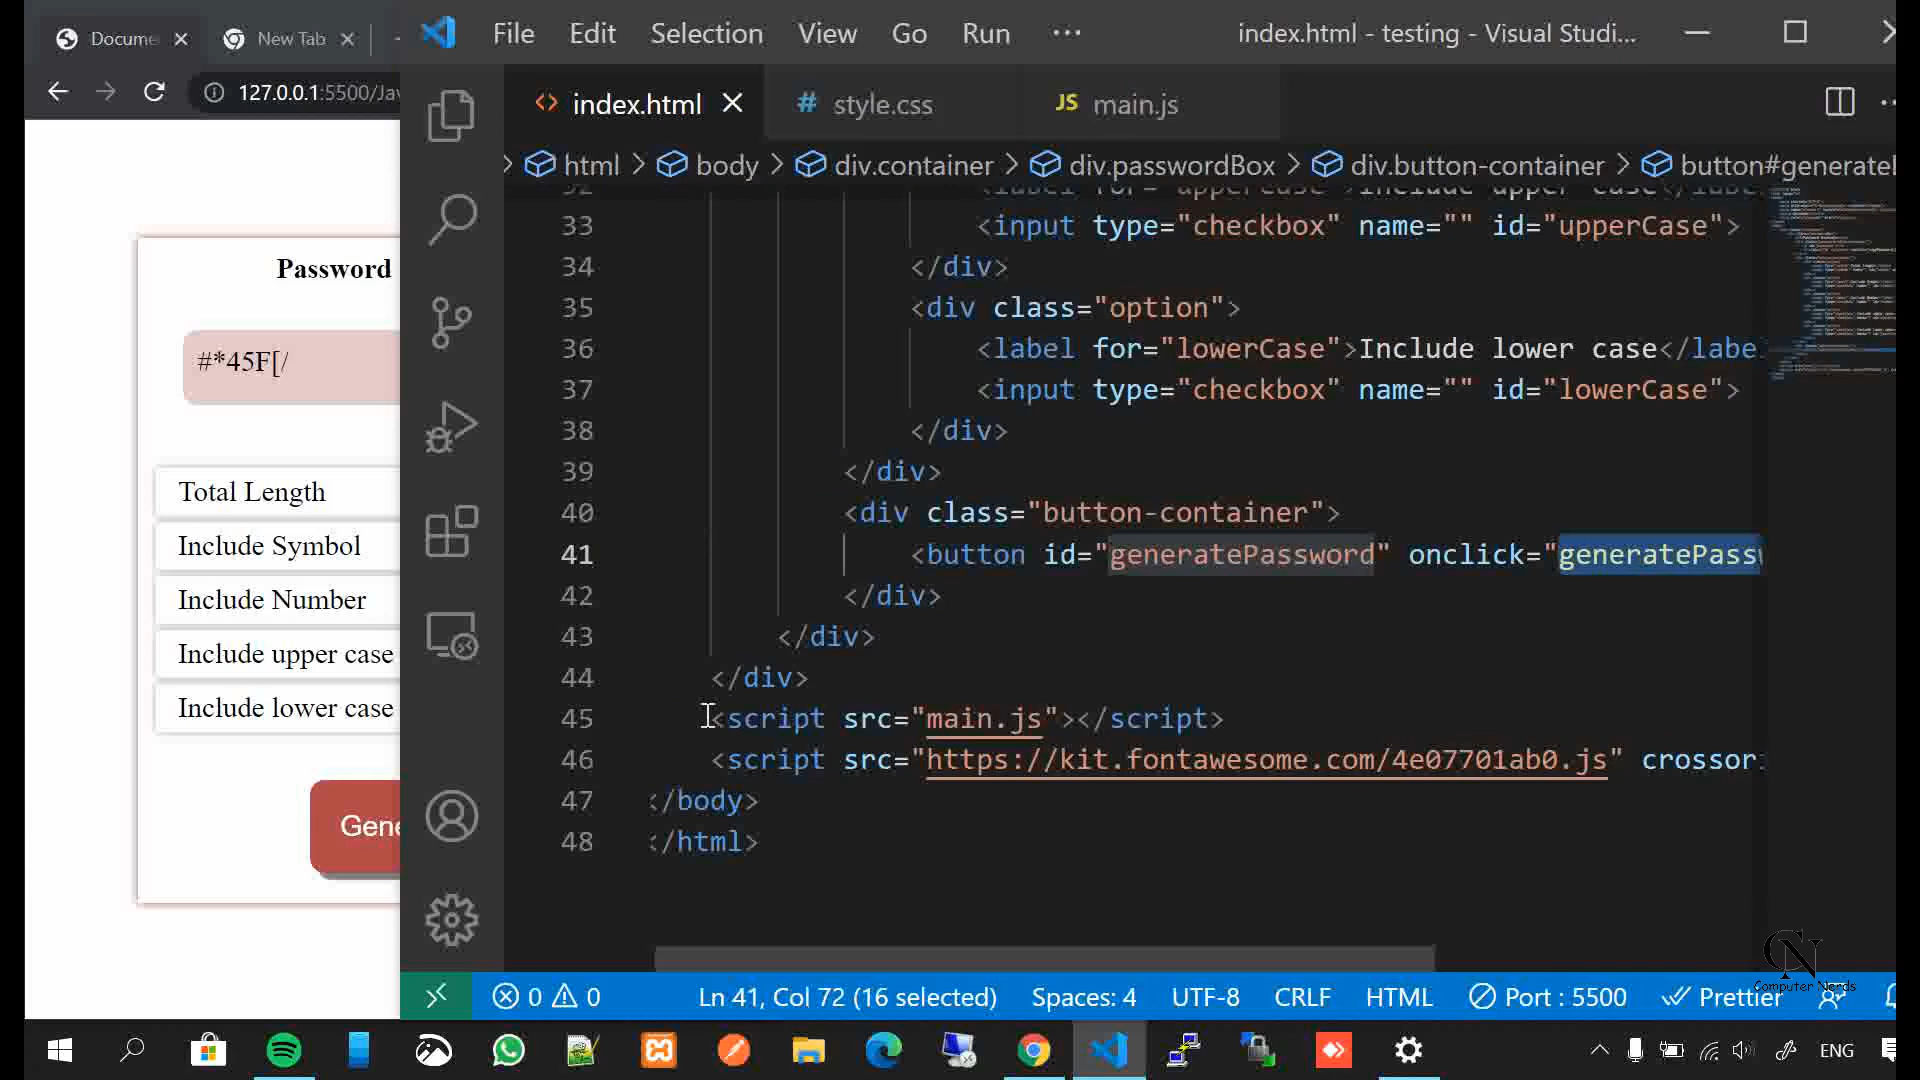 Docume
New Tab
127.0.0.1:5500/Jav
File Edit Selection View Go Run ···
index.html - testing - Visual Studi...
index.html
# style.css
JS main.js
html > body > div.container > div.passwordBox > div.button-container > button#generateP
33 <input type="checkbox" name="" id="upperCase">
34 </div>
35 <div class="option">
36 <label for="lowerCase">Include lower case</labe
37 <input type="checkbox" name="" id="lowerCase">
38 </div>
39 </div>
40 <div class="button-container">
41 <button id="generatePassword" onclick="generatePassw
42 </div>
43 </div>
44 </div>
45 <script src="main.js"></script>
46 <script src="https://kit.fontawesome.com/4e07701ab0.js" crossori
47 </body>
48 </html>
Password
#*45F[/
Total Length
Include Symbol
Include Number
Include upper case
Include lower case
Gene
CN
Computer Nerds
0 0 Ln 41, Col 72 (16 selected) Spaces: 4 UTF-8 CRLF HTML Port : 5500 Prettier
ENG